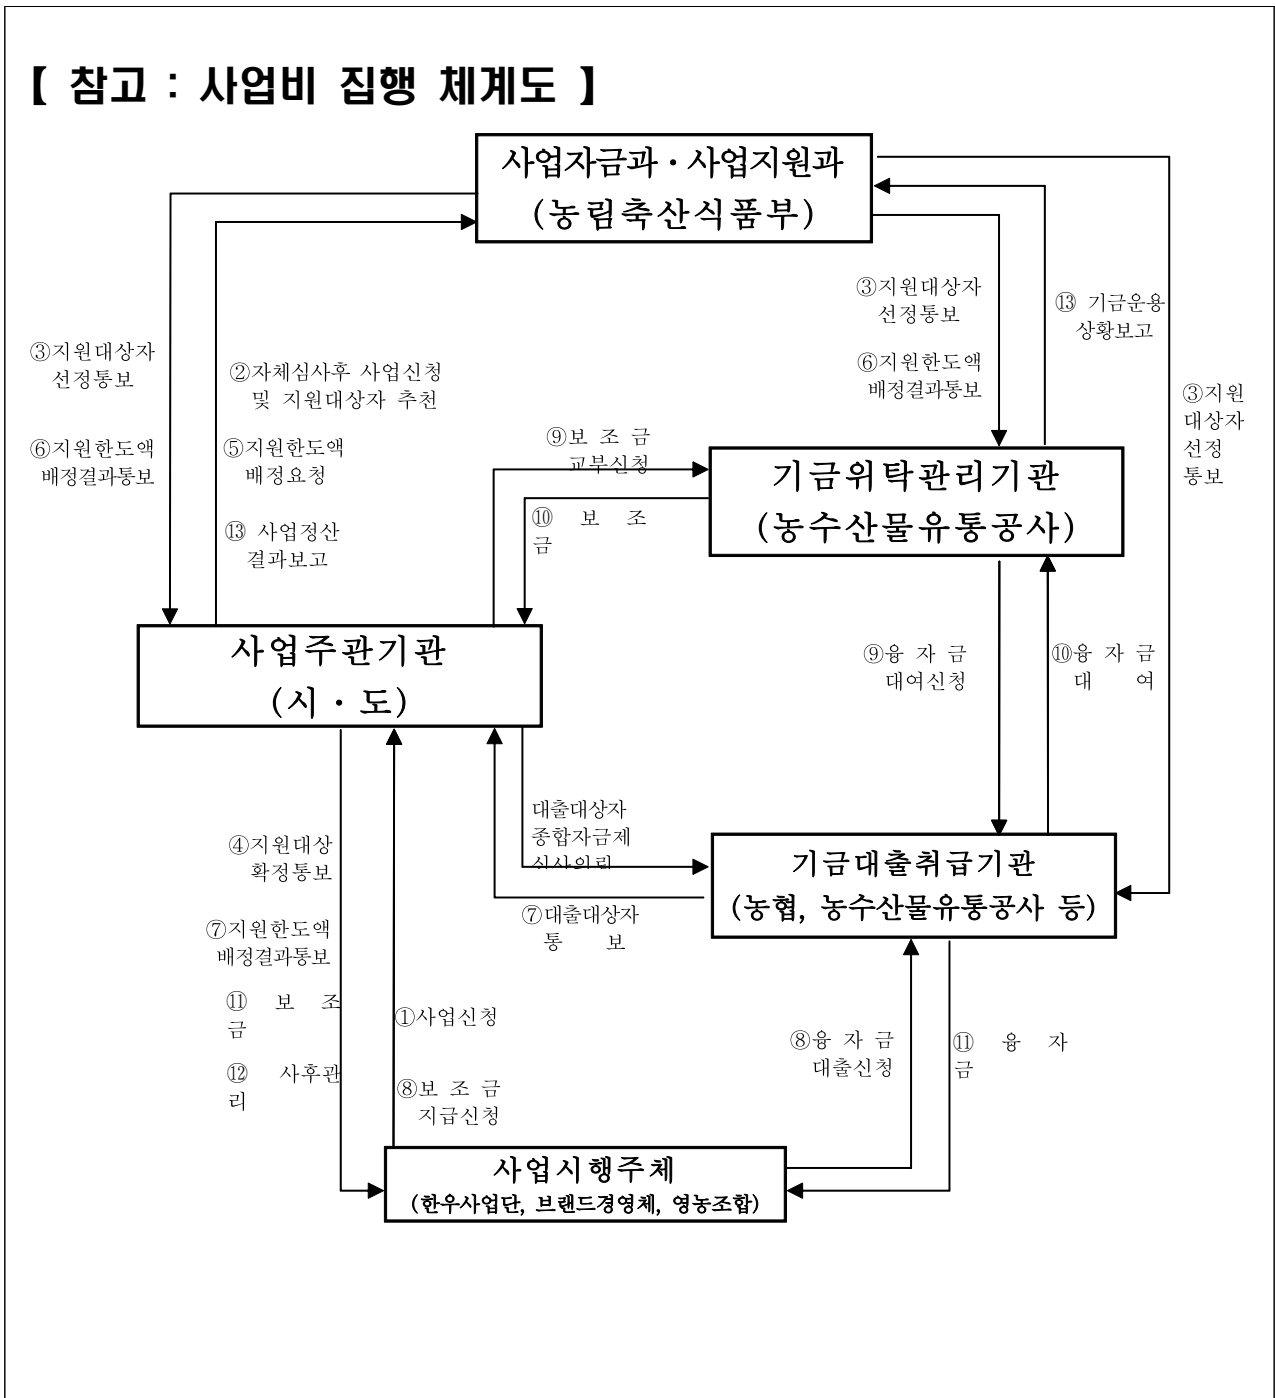 【 참고 : 사업비 집행 체계도 】
사업자금과 · 사업지원과
(농림축산식품부)
③지원대상자
선정통보
⑥지원한도액
배정결과통보
②자체심사후 사업신청
및 지원대상자 추천
⑤지원한도액
배정요청
⑬ 사업정산
결과보고
③지원대상자
선정통보
⑥지원한도액
배정결과통보
⑬ 기금운용
상황보고
③지원
대상자
선정
통보
⑨보 조 금
교부신청
⑩ 보 조
금
기금위탁관리기관
(농수산물유통공사)
사업주관기관
(시 · 도)
⑨융 자 금
대여신청
⑩융 자 금
대 여
대출대상자
종합자금제
심사의뢰
⑦대출대상자
통 보
기금대출취급기관
(농협, 농수산물유통공사 등)
④지원대상
확정통보
⑦지원한도액
배정결과통보
⑪ 보 조
금
⑫ 사후관
리
①사업신청
⑧보 조 금
지급신청
⑧융 자 금
대출신청
⑪ 융 자
금
사업시행주체
(한우사업단, 브랜드경영체, 영농조합)